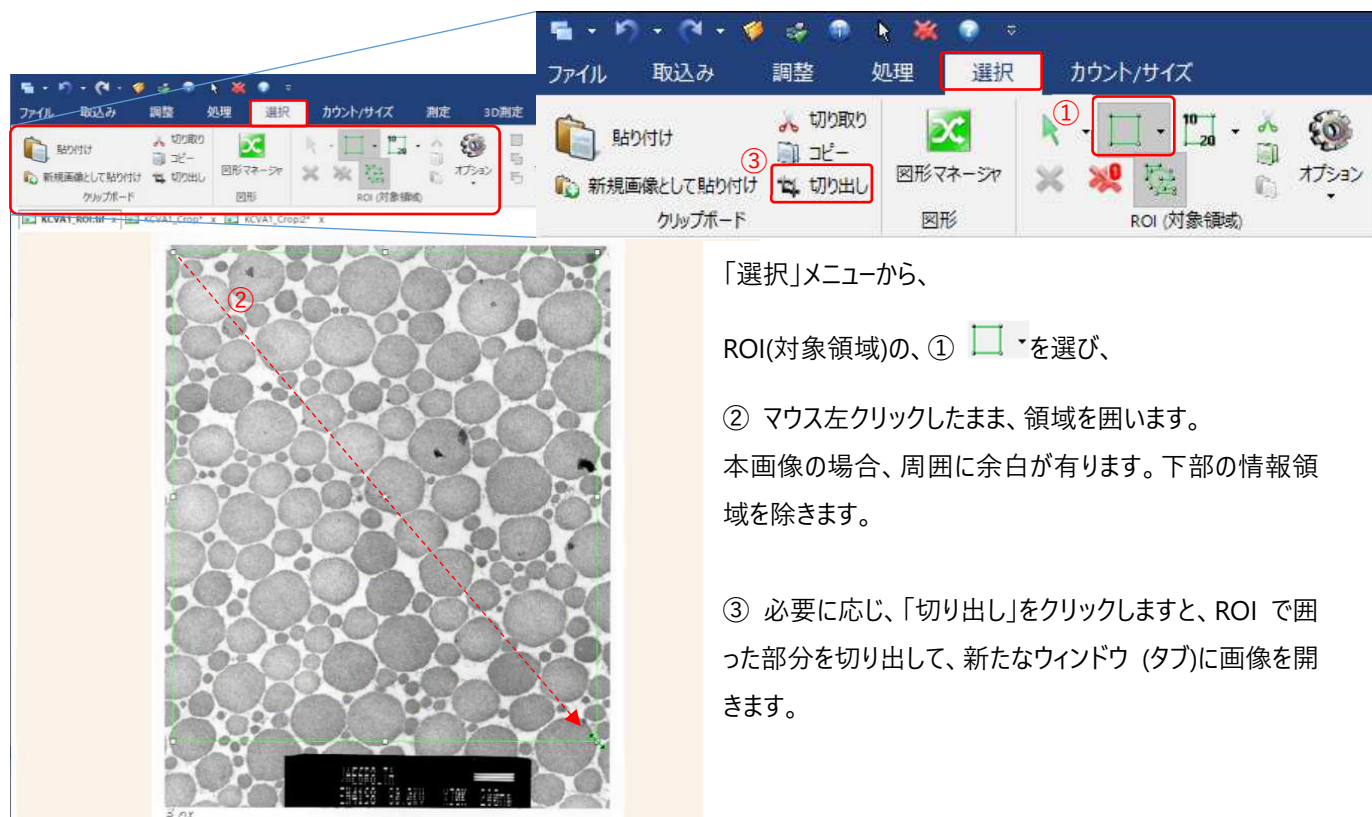 ファイル 取込み 調整 処理 選択 カウント/サイズ
貼り付け
新規画像として貼り付け
クリップボード
切り取り
コピー
③ 切り出し
図形マネージャ
図形
① 10 20
オプション
ROI (対象領域)
ファイル 取込み 調整 処理 選択 カウント/サイズ 測定 3D測定
貼り付け
新規画像として貼り付け
クリップボード
切り取り
コピー
切り出し
図形マネージャ
図形
10 20
オプション
ROI (対象領域)
KCVA1_ROI.tif x KCVA1_Crop* x KCVA1_Crop2* x
②
「選択」メニューから、
ROI(対象領域)の、① を選び、
② マウス左クリックしたまま、領域を囲います。
本画像の場合、周囲に余白が有ります。下部の情報領
域を除きます。
③ 必要に応じ、「切り出し」をクリックしますと、ROI で囲
った部分を切り出して、新たなウィンドウ (タブ)に画像を開
きます。